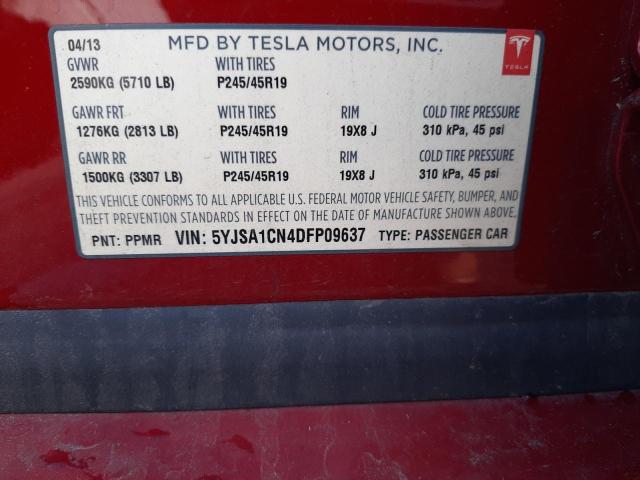 04/13 MFD BY TESLA MOTORS, INC.
GVWR WITH TIRES TESLA
2590KG (5710 LB) P245/45R19
GAWR FRT WITH TIRES RIM COLD TIRE PRESSURE
1276KG (2813 LB) P245/45R19 19X8 J 310 kPa, 45 psi
GAWR RR WITH TIRES RIM COLD TIRE PRESSURE
1500KG (3307 LB) P245/45R19 19X8 J 310 kPa, 45 psi
THIS VEHICLE CONFORMS TO ALL APPLICABLE U.S. FEDERAL MOTOR VEHICLE SAFETY, BUMPER, AND
THEFT PREVENTION STANDARDS IN EFFECT ON THE DATE OF MANUFACTURE SHOWN ABOVE.
PNT: PPMR VIN: 5YJSA1CN4DFP09637 TYPE: PASSENGER CAR